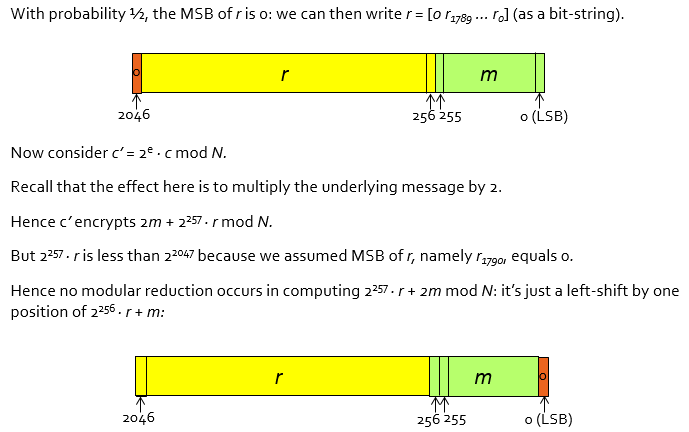 With probability ½, the MSB of r is 0: we can then write r = [0 r₁₇₈₉ ... r₀] (as a bit-string).
0 r m
2046 256 255 0 (LSB)
Now consider c’ = 2ᵉ · c mod N.
Recall that the effect here is to multiply the underlying message by 2.
Hence c’ encrypts 2m + 2²⁵⁷ · r mod N.
But 2²⁵⁷ · r is less than 2²⁰⁴⁷ because we assumed MSB of r, namely r₁₇₉₀, equals 0.
Hence no modular reduction occurs in computing 2²⁵⁷ · r + 2m mod N: it’s just a left-shift by one
position of 2²⁵⁶ · r + m:
r m 0
2046 256 255 0 (LSB)